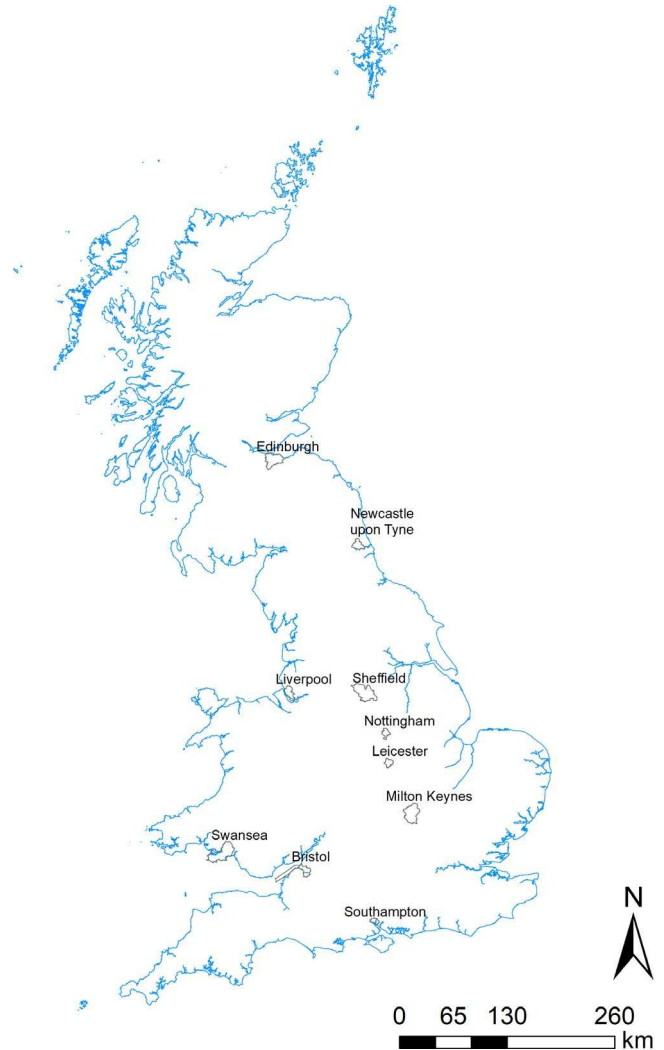 Edinburgh
Newcastle
upon Tyne
Liverpool
Sheffield
Nottingham
Leicester
Milton Keynes
Swansea
Bristol
Southampton
N
0 65 130 260
km